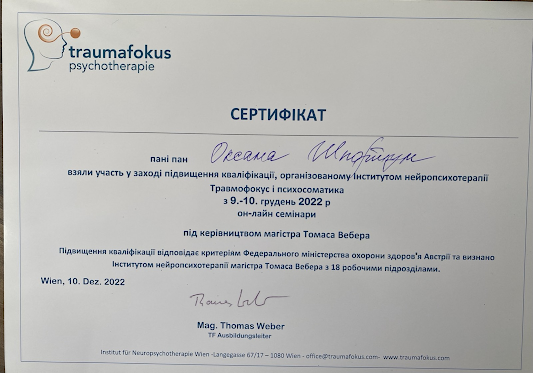 traumafokus
psychotherapie
СЕРТИФІКАТ
пані пан Оксана
взяли участь у заході підвищення кваліфікації, організованому Інститутом нейропсихотерапії
Травмофокус і психосоматика
з 9.-10. грудень 2022 р
он-лайн семінари
під керівництвом магістра Томаса Вебера
Підвищення кваліфікації відповідає критеріям Федерального міністерства охорони здоров'я Австрії та визнано
Інститутом нейропсихотерапії магістра Томаса Вебера з 18 робочими підрозділами.
Wien, 10. Dez. 2022
Mag. Thomas Weber
TF Ausbildungsleiter
Institut für Neuropsychotherapie Wien -Langegasse 67/17 – 1080 Wien - office@traumafokus.com- www.traumafokus.com